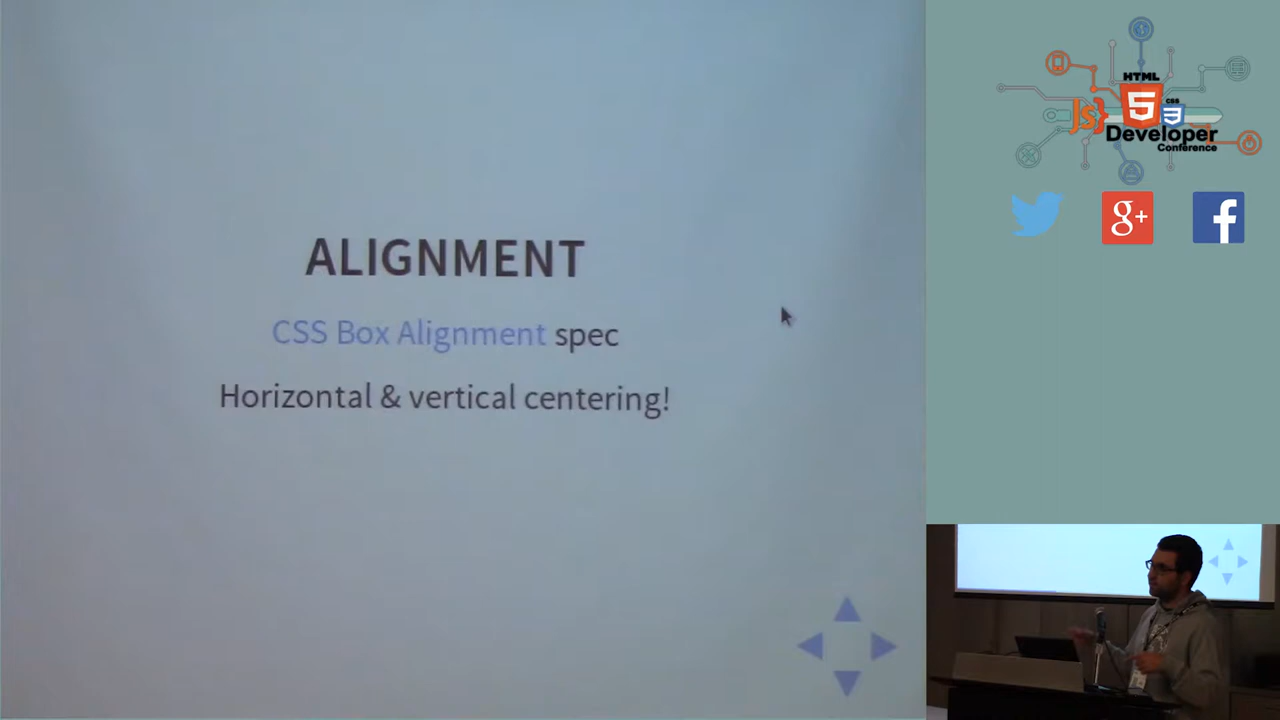 ALIGNMENT
CSS Box Alignment spec
Horizontal & vertical centering!
HTML
5
JS}
CSS
3
Developer
Conference
g+
f